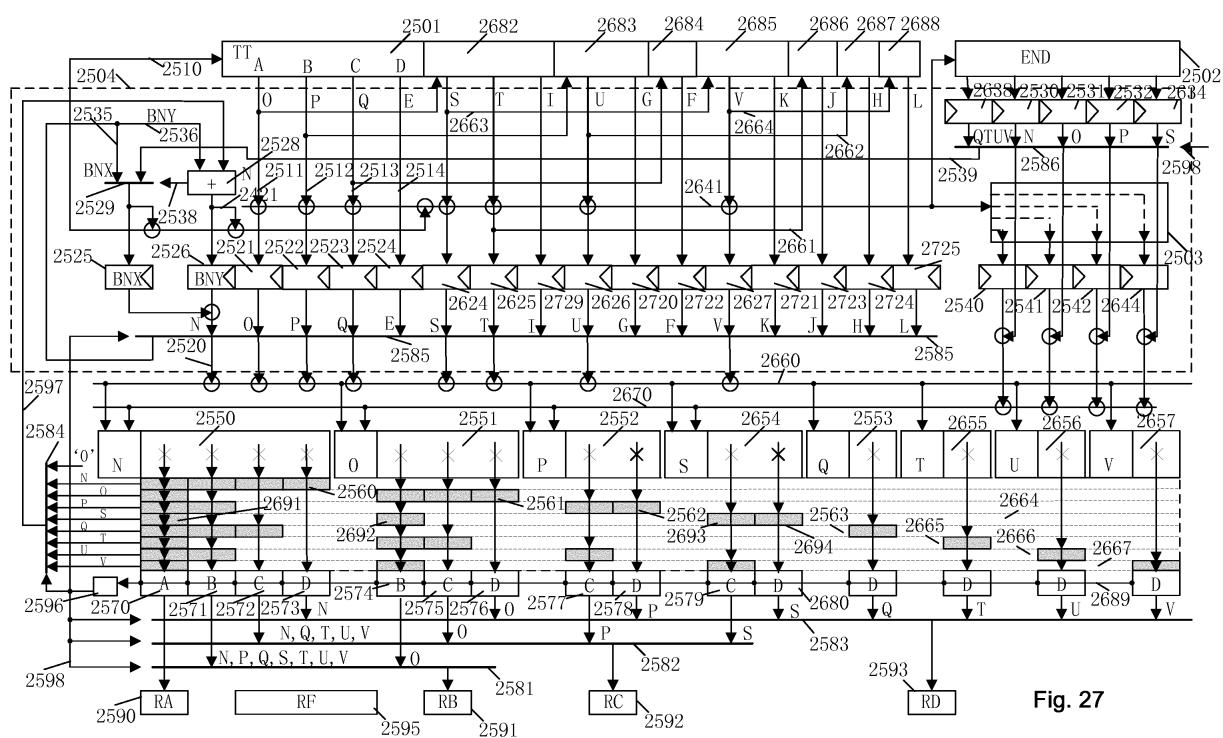 2501 2682 2683 2684 2685 2686 2687 2688
TT A B C D END
2510 2502
2504 O P Q E S T I U G F V K J H L 2638 2530 2531 2532 2634
2535 BNY 2536 2663 2664 2662 QTUV N O P S
2528 N 2511 2512 2513 2514 2586 2539 2598
BNX + 2421 2641
2529 2538
2661 2503
2525 2526 2521 2522 2523 2524 2725
BNX BNY 2624 2625 2729 2626 2720 2722 2627 2721 2723 2724 2540 2541 2542 2644
N O P Q E S T I U G F V K J H L
2520 2585 2585
2660
2597 2670
2584 2550 2551 2552 2654 2553 2655 2656 2657
'0' N O P S Q T U V
N 2560
O 2561 2664
P 2691 2562
S 2692 2693 2694 2563
Q 2665
T 2666
U 2667
V
A B C D B C D C D C D D D D D
2596 2570 2571 2572 2573 2574 2575 2576 2577 2578 2579 2680 2689
N O P S Q T U V
2583
N, Q, T, U, V O P S
2582
N, P, Q, S, T, U, V O
2598 2581 2593
RA RF RB RC RD
2590 2595 2591 2592
Fig. 27